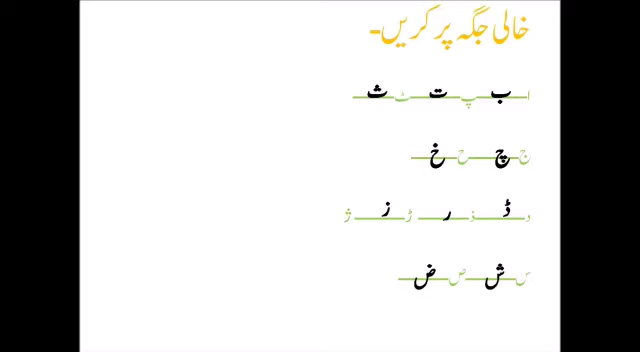 خالی جگہ پر کریں۔
ا ب پ ت ٹ ث
ج چ ح خ
د ڈ ذ ر ڑ ز ژ
س ش ص ض